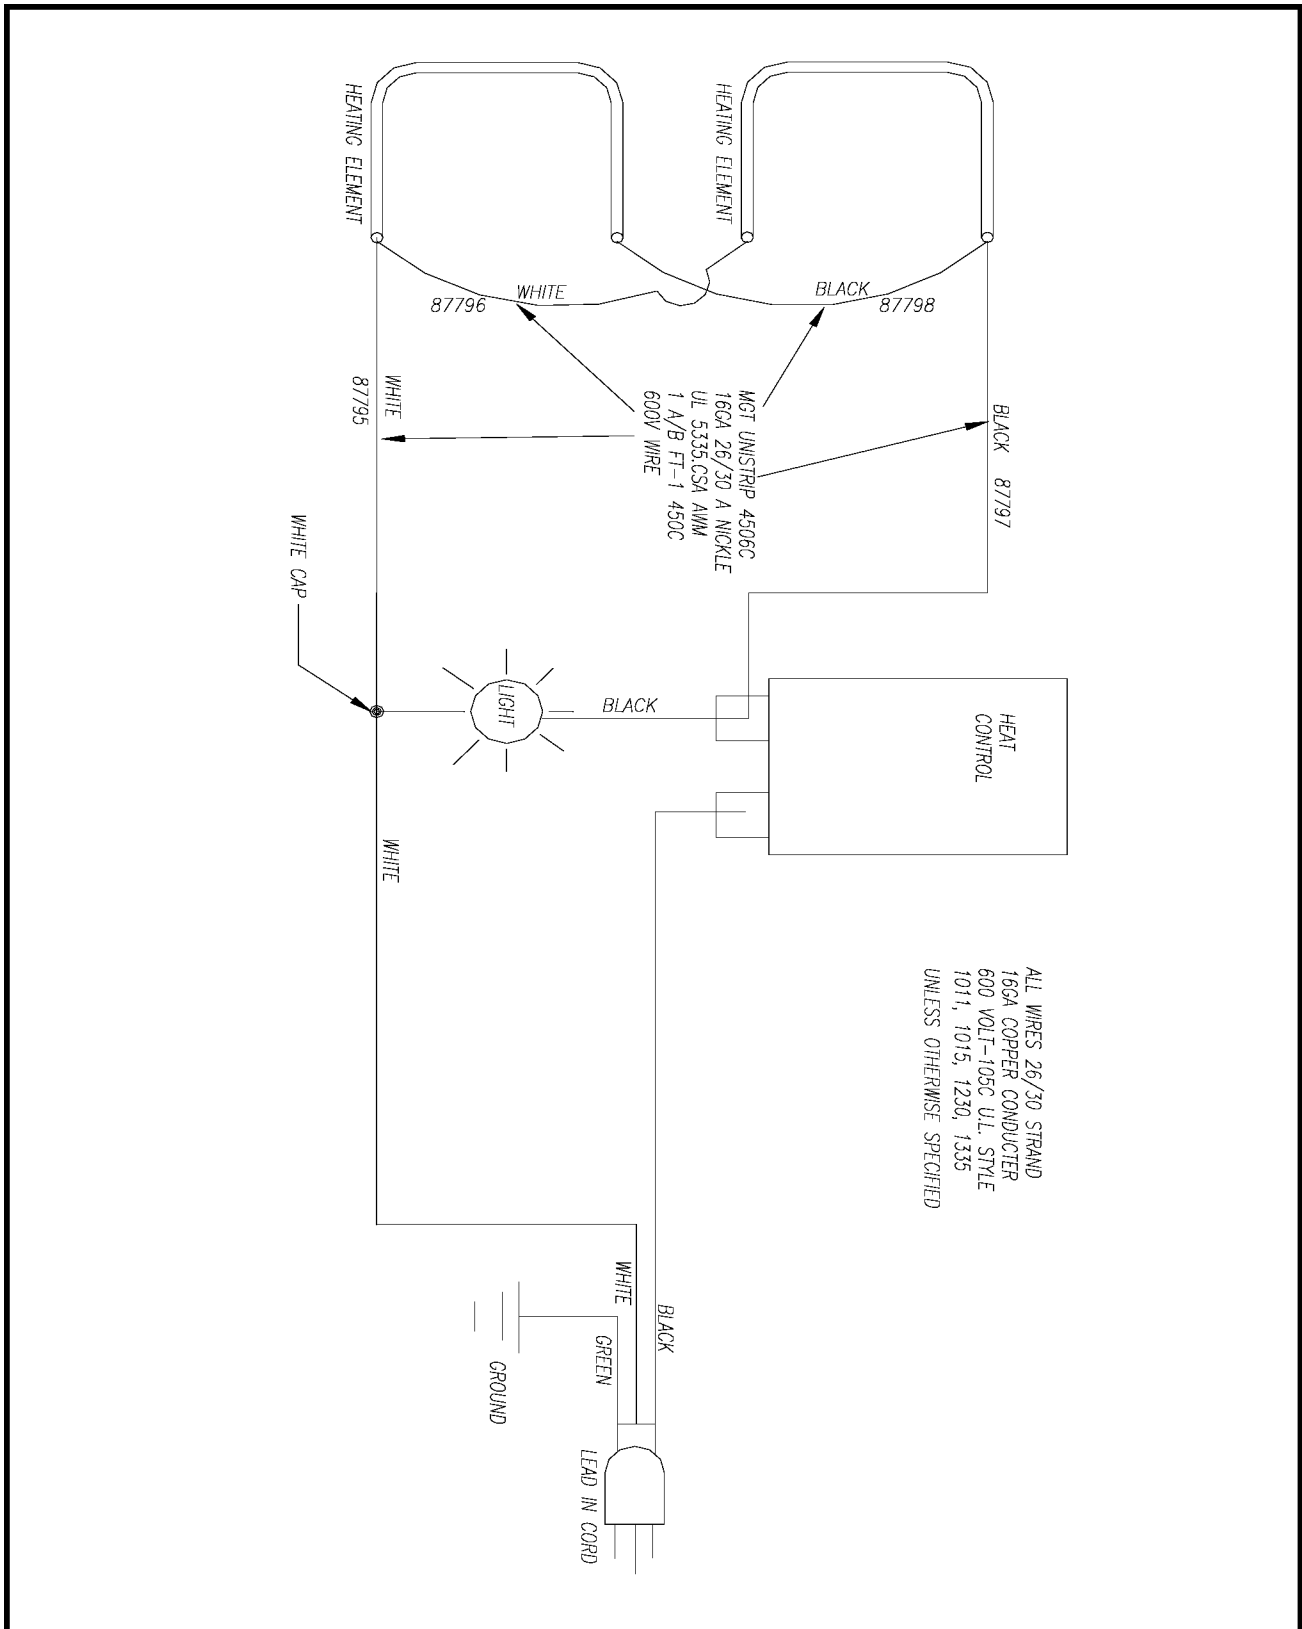 HEATING ELEMENT
HEATING ELEMENT
WHITE
87796
BLACK
87798
WHITE
87795
MGT UNISTRIP 4506C
16GA 26/30 A NICKLE
UL 5335.CSA AWM
1 A/B FT-1 450C
600V WIRE
BLACK 87797
WHITE CAP
LIGHT
BLACK
HEAT
CONTROL
WHITE
ALL WIRES 26/30 STRAND
16GA COPPER CONDUCTER
600 VOLT-105C U.L. STYLE
1011, 1015, 1230, 1335
UNLESS OTHERWISE SPECIFIED
WHITE
BLACK
GREEN
GROUND
LEAD IN CORD